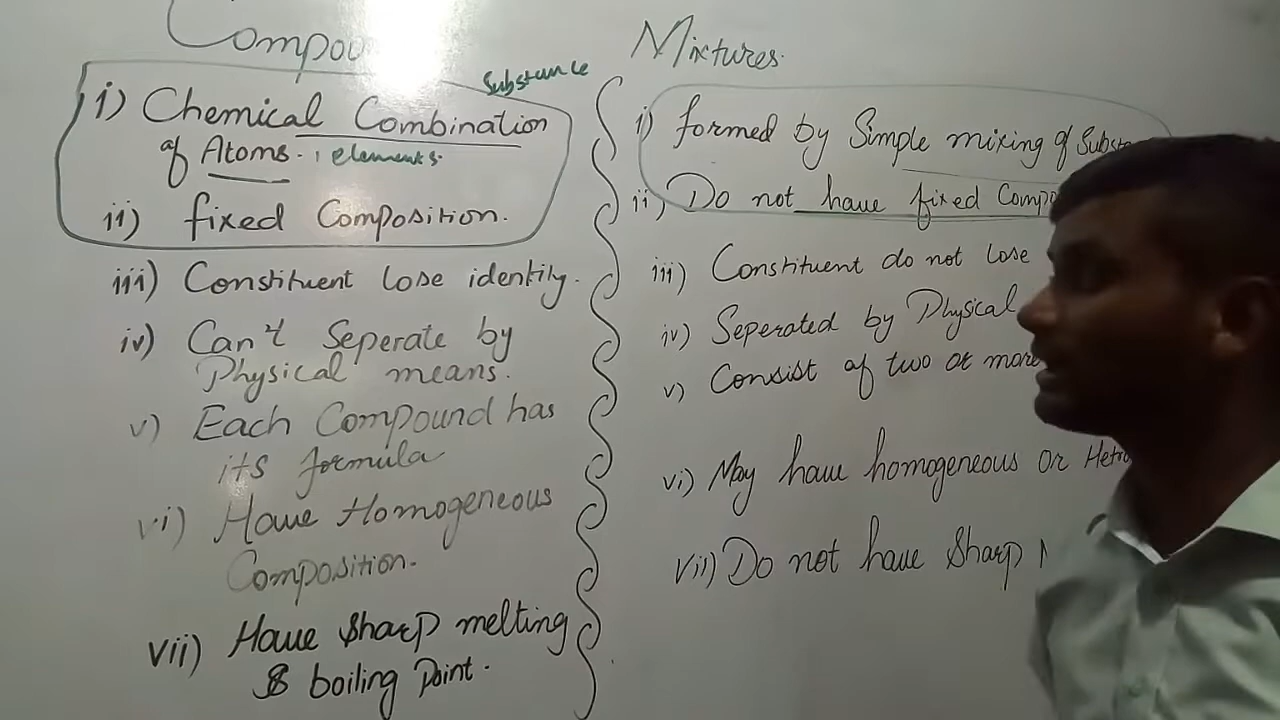 Compou
Substance
i) Chemical Combination
of Atoms. , elements.
ii) fixed Composition.
iii) Constituent lose identity.
iv) Can't Seperate by
Physical means.
v) Each Compound has
its formula
vi) Have Homogeneous
Composition.
vii) Have Sharp melting
& boiling Point.
Mixtures.
i) formed by Simple mixing of Subst
ii) Do not have fixed Comp
iii) Constituent do not lose
iv) Seperated by Physical
v) Consist of two or more
vi) May have homogeneous or Hetro
vii) Do not have Sharp